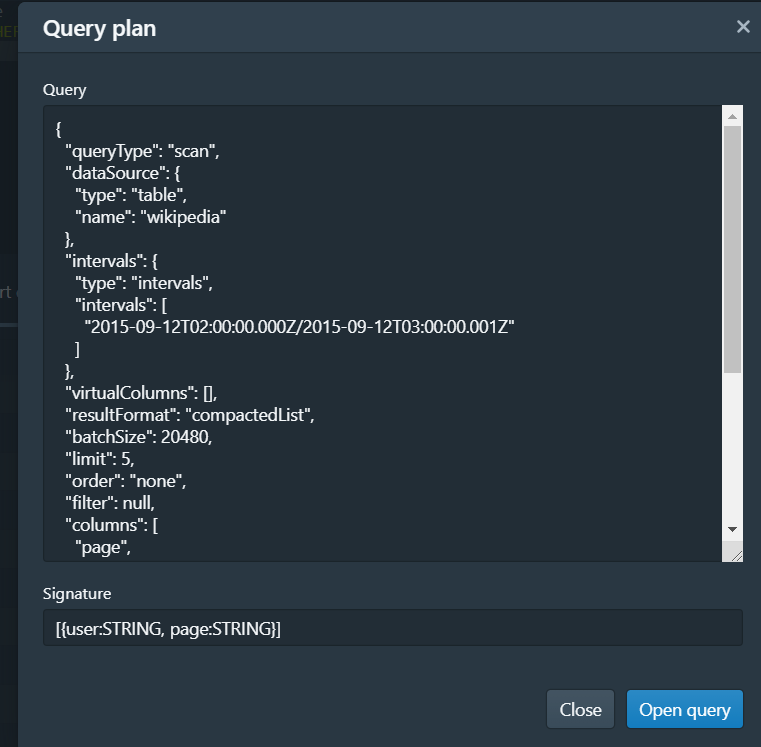 Query plan
Query
{
"queryType": "scan",
"dataSource": {
"type": "table",
"name": "wikipedia"
},
"intervals": {
"type": "intervals",
"intervals": [
"2015-09-12T02:00:00.000Z/2015-09-12T03:00:00.001Z"
]
},
"virtualColumns": [],
"resultFormat": "compactedList",
"batchSize": 20480,
"limit": 5,
"order": "none",
"filter": null,
"columns": [
"page",
Signature
[{user:STRING, page:STRING}]
Close
Open query